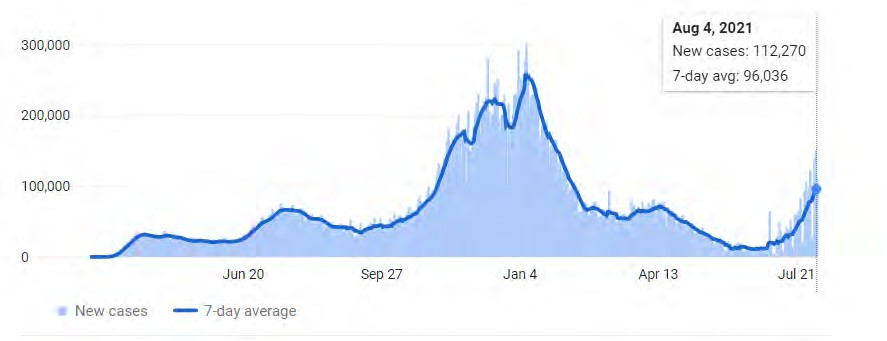 Aug 4, 2021
New cases: 112,270
7-day avg: 96,036
300,000
200,000
100,000
0
Jun 20 Sep 27 Jan 4 Apr 13 Jul 21
New cases 7-day average